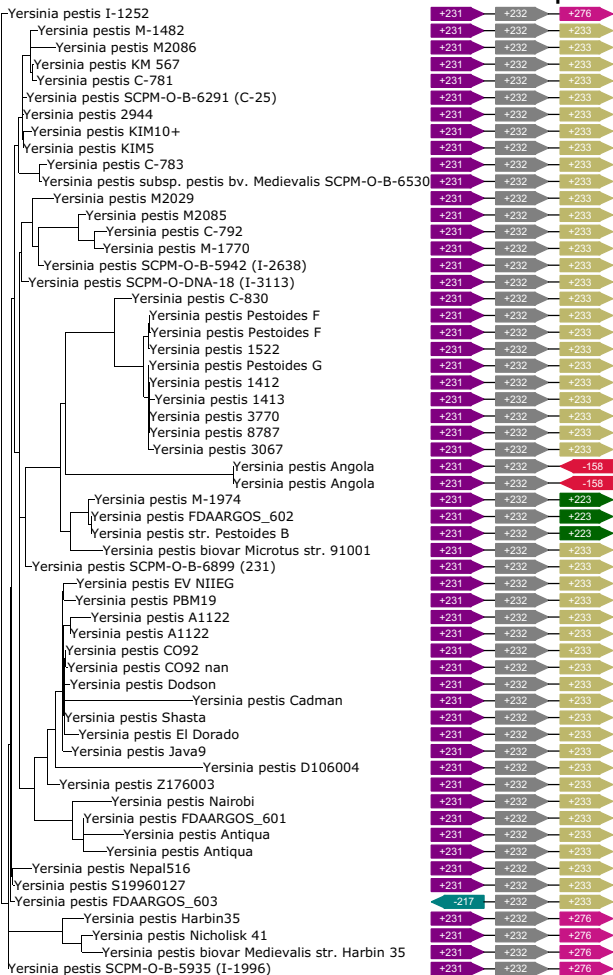 Yersinia pestis I-1252 +231 +232 +276
Yersinia pestis M-1482 +231 +232 +233
Yersinia pestis M2086 +231 +232 +233
Yersinia pestis KM 567 +231 +232 +233
Yersinia pestis C-781 +231 +232 +233
Yersinia pestis SCPM-O-B-6291 (C-25) +231 +232 +233
Yersinia pestis 2944 +231 +232 +233
Yersinia pestis KIM10+ +231 +232 +233
Yersinia pestis KIM5 +231 +232 +233
Yersinia pestis C-783 +231 +232 +233
Yersinia pestis subsp. pestis bv. Medievalis SCPM-O-B-6530 +231 +232 +233
Yersinia pestis M2029 +231 +232 +233
Yersinia pestis M2085 +231 +232 +233
Yersinia pestis C-792 +231 +232 +233
Yersinia pestis M-1770 +231 +232 +233
Yersinia pestis SCPM-O-B-5942 (I-2638) +231 +232 +233
Yersinia pestis SCPM-O-DNA-18 (I-3113) +231 +232 +233
Yersinia pestis C-830 +231 +232 +233
Yersinia pestis Pestoides F +231 +232 +233
Yersinia pestis Pestoides F +231 +232 +233
Yersinia pestis 1522 +231 +232 +233
Yersinia pestis Pestoides G +231 +232 +233
Yersinia pestis 1412 +231 +232 +233
Yersinia pestis 1413 +231 +232 +233
Yersinia pestis 3770 +231 +232 +233
Yersinia pestis 8787 +231 +232 +233
Yersinia pestis 3067 +231 +232 +233
Yersinia pestis Angola +231 +232 -158
Yersinia pestis Angola +231 +232 -158
Yersinia pestis M-1974 +231 +232 +223
Yersinia pestis FDAARGOS_602 +231 +232 +223
Yersinia pestis str. Pestoides B +231 +232 +223
Yersinia pestis biovar Microtus str. 91001 +231 +232 +233
Yersinia pestis SCPM-O-B-6899 (231) +231 +232 +233
Yersinia pestis EV NIIEG +231 +232 +233
Yersinia pestis PBM19 +231 +232 +233
Yersinia pestis A1122 +231 +232 +233
Yersinia pestis A1122 +231 +232 +233
Yersinia pestis CO92 +231 +232 +233
Yersinia pestis CO92 nan +231 +232 +233
Yersinia pestis Dodson +231 +232 +233
Yersinia pestis Cadman +231 +232 +233
Yersinia pestis Shasta +231 +232 +233
Yersinia pestis El Dorado +231 +232 +233
Yersinia pestis Java9 +231 +232 +233
Yersinia pestis D106004 +231 +232 +233
Yersinia pestis Z176003 +231 +232 +233
Yersinia pestis Nairobi +231 +232 +233
Yersinia pestis FDAARGOS_601 +231 +232 +233
Yersinia pestis Antiqua +231 +232 +233
Yersinia pestis Antiqua +231 +232 +233
Yersinia pestis Nepal516 +231 +232 +233
Yersinia pestis S19960127 +231 +232 +233
Yersinia pestis FDAARGOS_603 -217 +232 +233
Yersinia pestis Harbin35 +231 +232 +276
Yersinia pestis Nicholisk 41 +231 +232 +276
Yersinia pestis biovar Medievalis str. Harbin 35 +231 +232 +276
Yersinia pestis SCPM-O-B-5935 (I-1996) +231 +232 +276